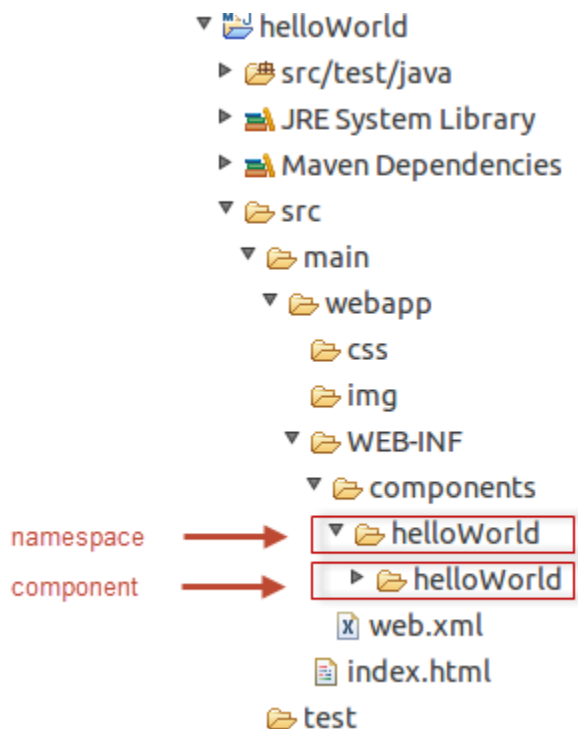 helloWorld
src/test/java
JRE System Library
Maven Dependencies
src
main
webapp
css
img
WEB-INF
components
namespace helloWorld
component helloWorld
web.xml
index.html
test